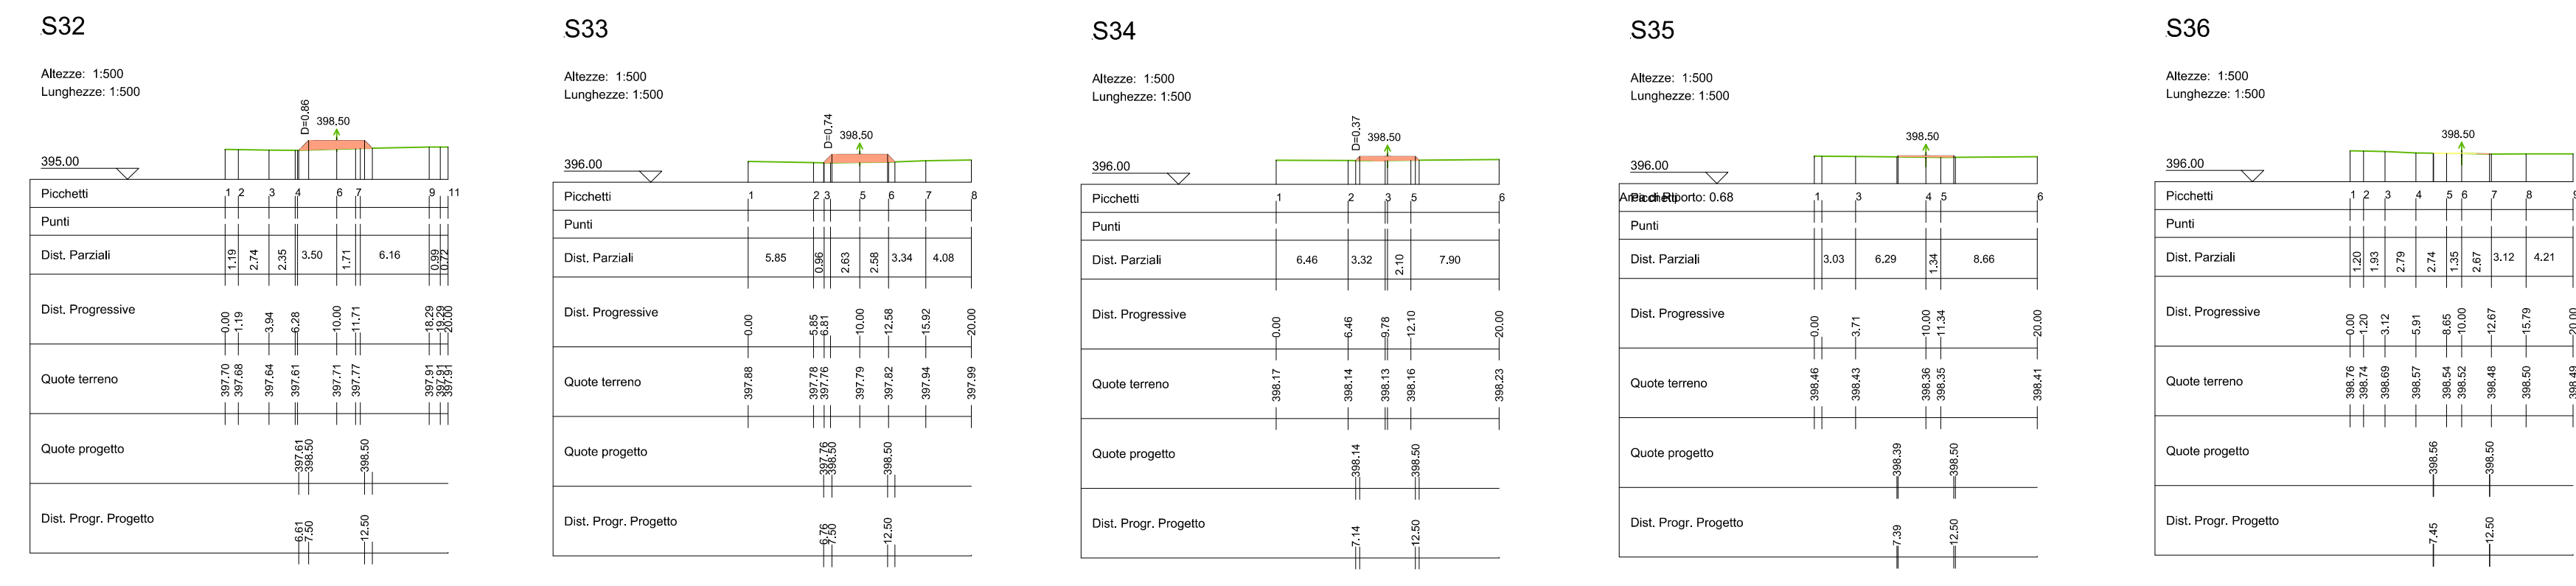 S32
Altezze: 1:500
Lunghezze: 1:500
D=0.86
398.50
395.00
Picchetti 1 2 3 4 6 7 9 11
Punti
Dist. Parziali 1.19 2.74 2.35 3.50 1.71 6.16 0.99 0.72
Dist. Progressive 0.00 1.19 3.94 6.28 10.00 11.71 18.29 19.29 20.00
Quote terreno 397.70 397.68 397.64 397.61 397.71 397.77 397.91 397.91 397.91
Quote progetto 397.61 398.50 398.50
Dist. Progr. Progetto 6.61 7.50 12.50
S33
Altezze: 1:500
Lunghezze: 1:500
D=0.74
398.50
396.00
Picchetti 1 2 3 5 6 7 8
Punti
Dist. Parziali 5.85 0.96 2.63 2.58 3.34 4.08
Dist. Progressive 0.00 5.85 6.81 10.00 12.58 15.92 20.00
Quote terreno 397.88 397.78 397.76 397.79 397.82 397.94 397.99
Quote progetto 397.76 398.50 398.50
Dist. Progr. Progetto 6.76 7.50 12.50
S34
Altezze: 1:500
Lunghezze: 1:500
D=0.37
398.50
396.00
Picchetti 1 2 3 5 6
Punti
Dist. Parziali 6.46 3.32 2.10 7.90
Dist. Progressive 0.00 6.46 9.78 12.10 20.00
Quote terreno 398.17 398.14 398.13 398.16 398.23
Quote progetto 398.14 398.50
Dist. Progr. Progetto 7.14 12.50
S35
Altezze: 1:500
Lunghezze: 1:500
398.50
396.00
Area di Riporto: 0.68
Picchetti 1 3 4 5 6
Punti
Dist. Parziali 3.03 6.29 1.34 8.66
Dist. Progressive 0.00 3.71 10.00 11.34 20.00
Quote terreno 398.46 398.43 398.36 398.35 398.41
Quote progetto 398.39 398.50
Dist. Progr. Progetto 7.39 12.50
S36
Altezze: 1:500
Lunghezze: 1:500
398.50
396.00
Picchetti 1 2 3 4 5 6 7 8
Punti
Dist. Parziali 1.20 1.93 2.79 2.74 1.35 2.67 3.12 4.21
Dist. Progressive 0.00 1.20 3.12 5.91 8.65 10.00 12.67 15.79 20.00
Quote terreno 398.76 398.74 398.69 398.57 398.54 398.52 398.48 398.50 398.49
Quote progetto 398.56 398.50
Dist. Progr. Progetto 7.45 12.50